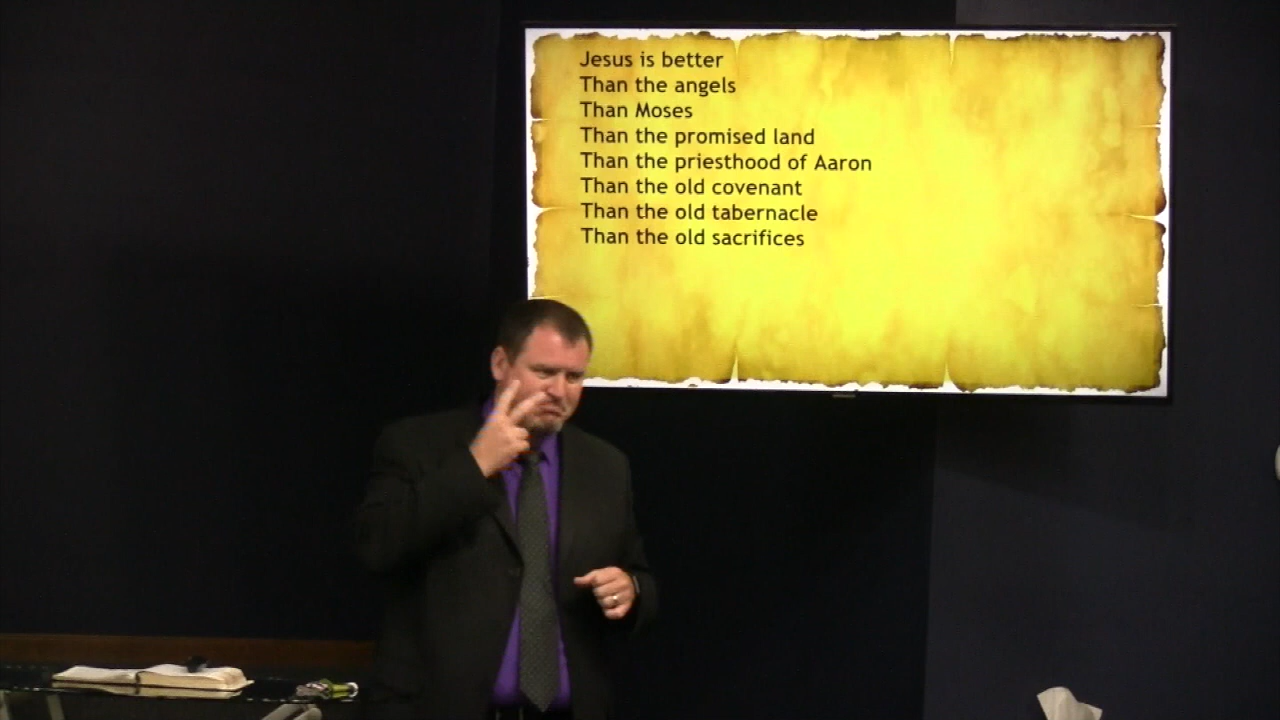 Jesus is better
Than the angels
Than Moses
Than the promised land
Than the priesthood of Aaron
Than the old covenant
Than the old tabernacle
Than the old sacrifices